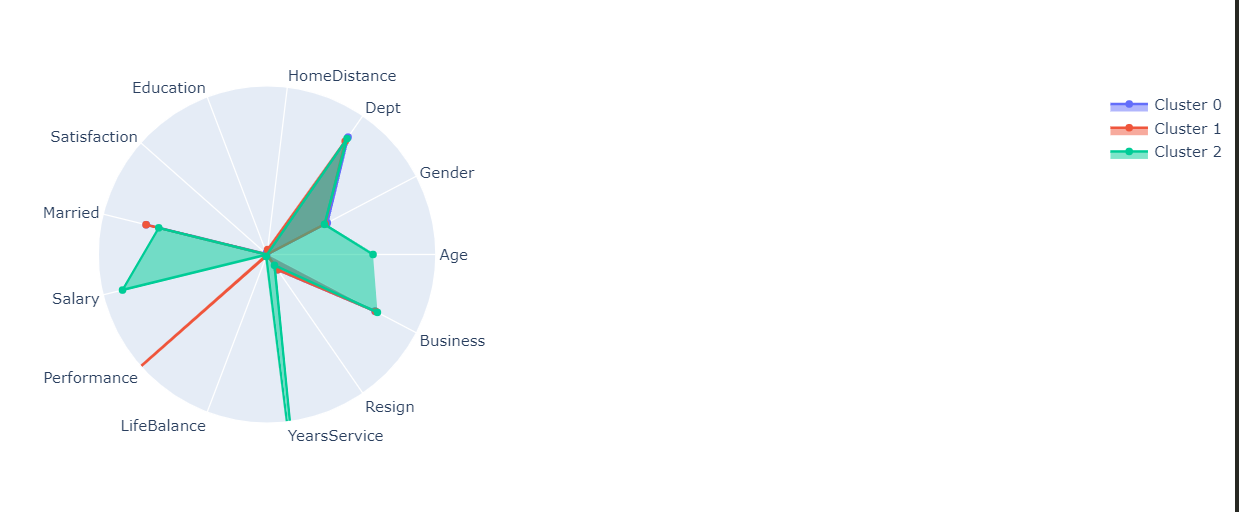 HomeDistance
Education
Dept
Satisfaction
Gender
Married
Age
Salary
Business
Performance
Resign
LifeBalance
YearsService
Cluster 0
Cluster 1
Cluster 2